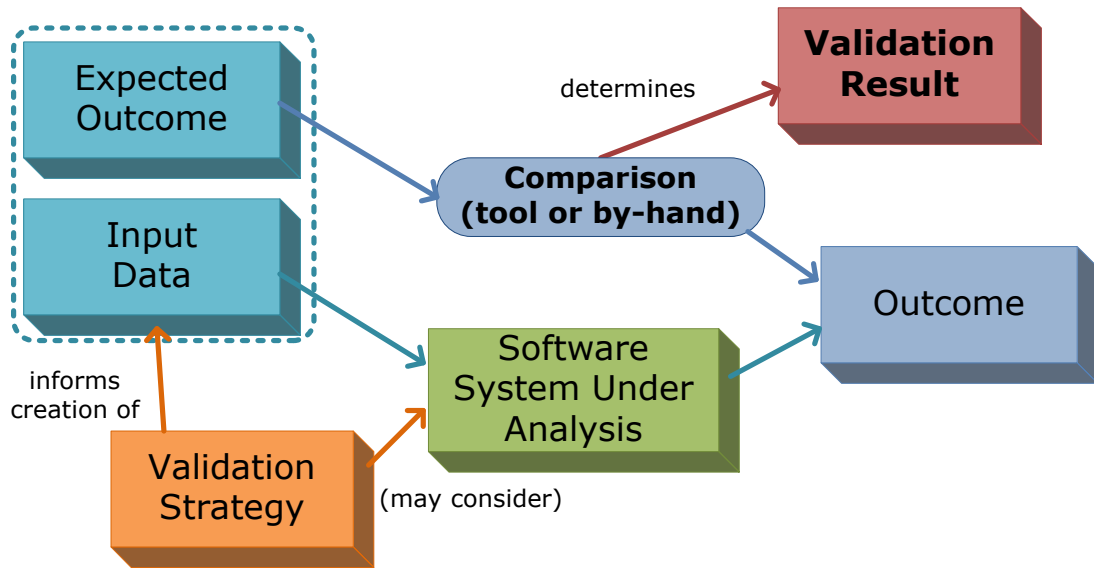 Expected
Outcome
Validation
Result
determines
Comparison
(tool or by-hand)
Input
Data
Outcome
Software
System Under
Analysis
informs
creation of
Validation
Strategy
(may consider)